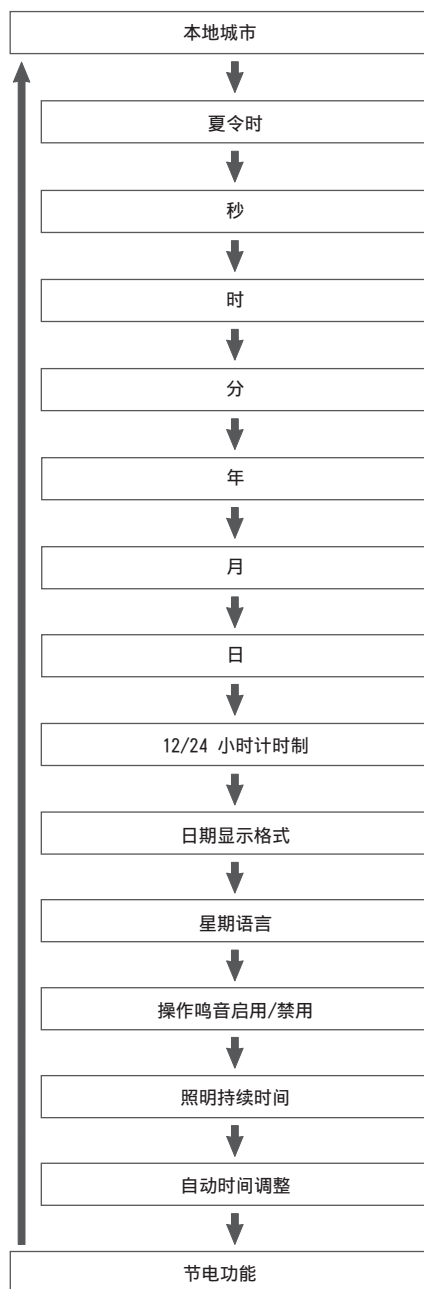 本地城市
夏令时
秒
时
分
年
月
日
12/24 小时计时制
日期显示格式
星期语言
操作鸣音启用/禁用
照明持续时间
自动时间调整
节电功能